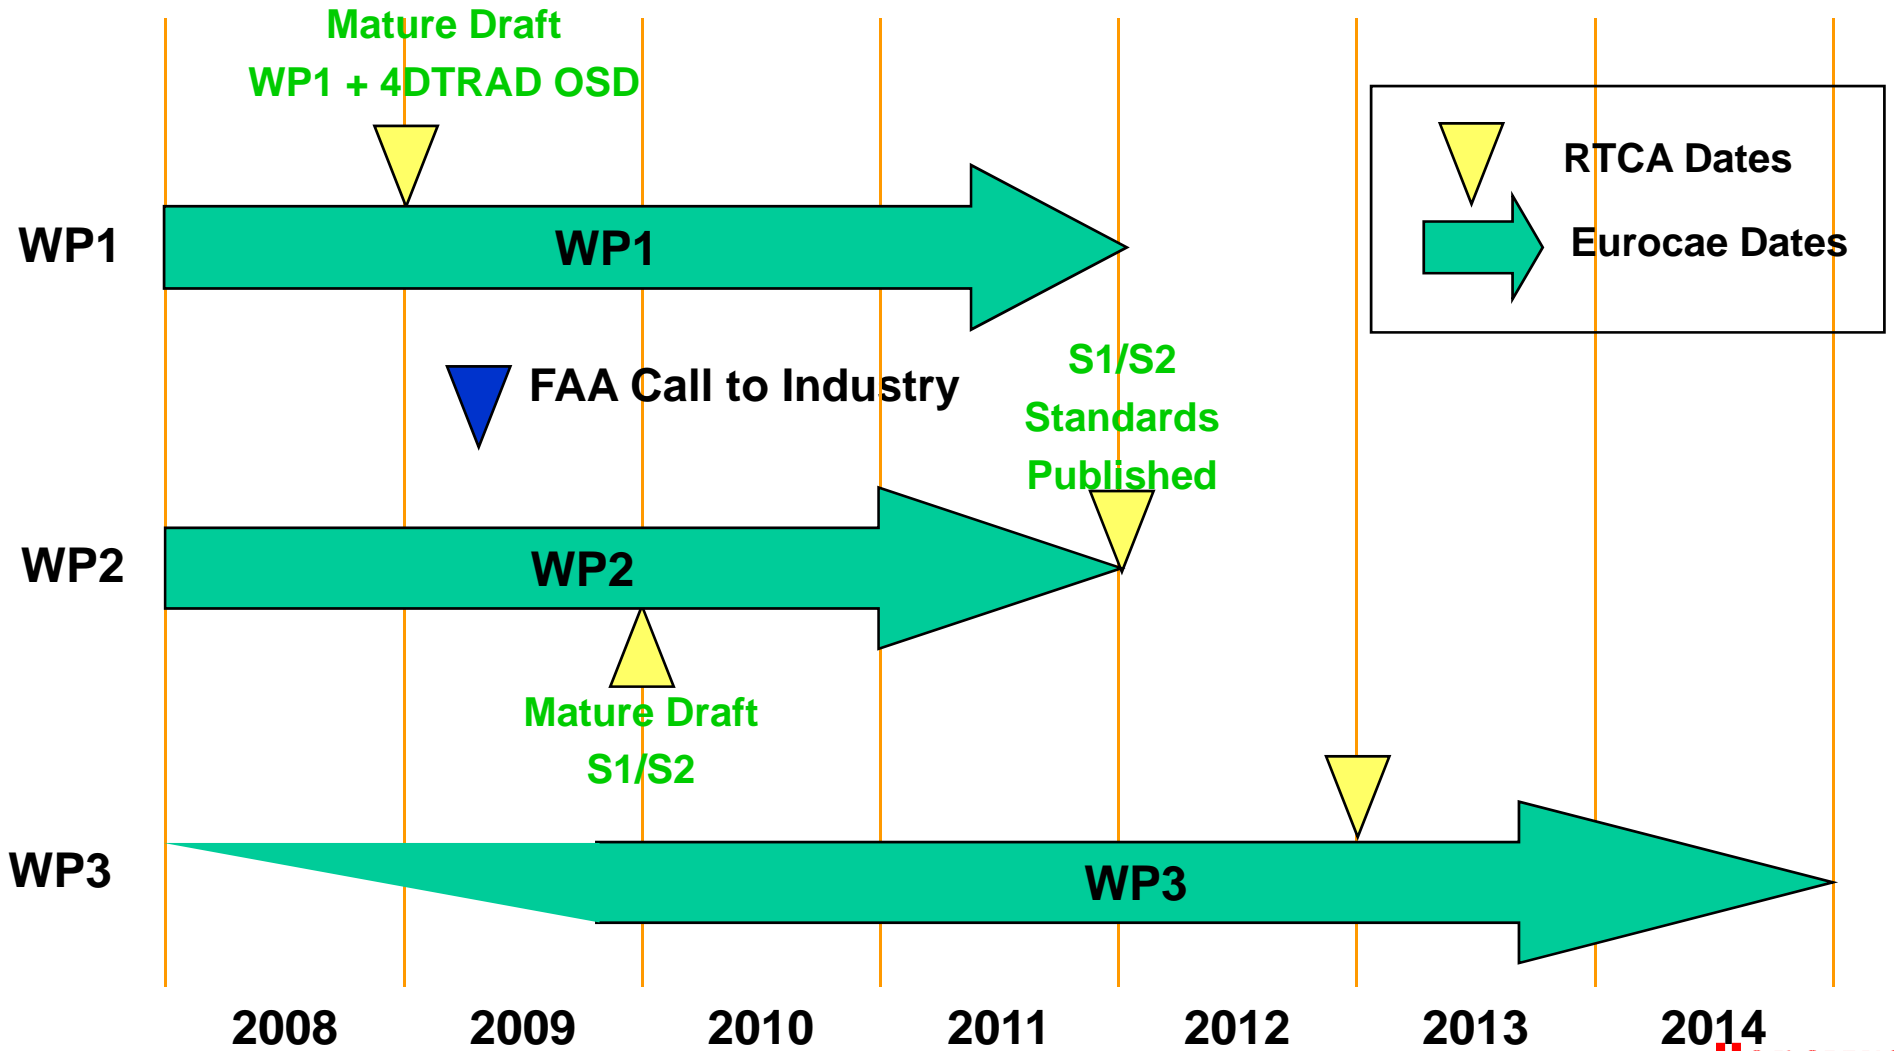 Mature Draft
WP1 + 4DTRAD OSD
RTCA Dates
Eurocae Dates
WP1
WP1
FAA Call to Industry
S1/S2
Standards
Published
WP2
WP2
Mature Draft
S1/S2
WP3
WP3
2008
2009
2010
2011
2012
2013
2014